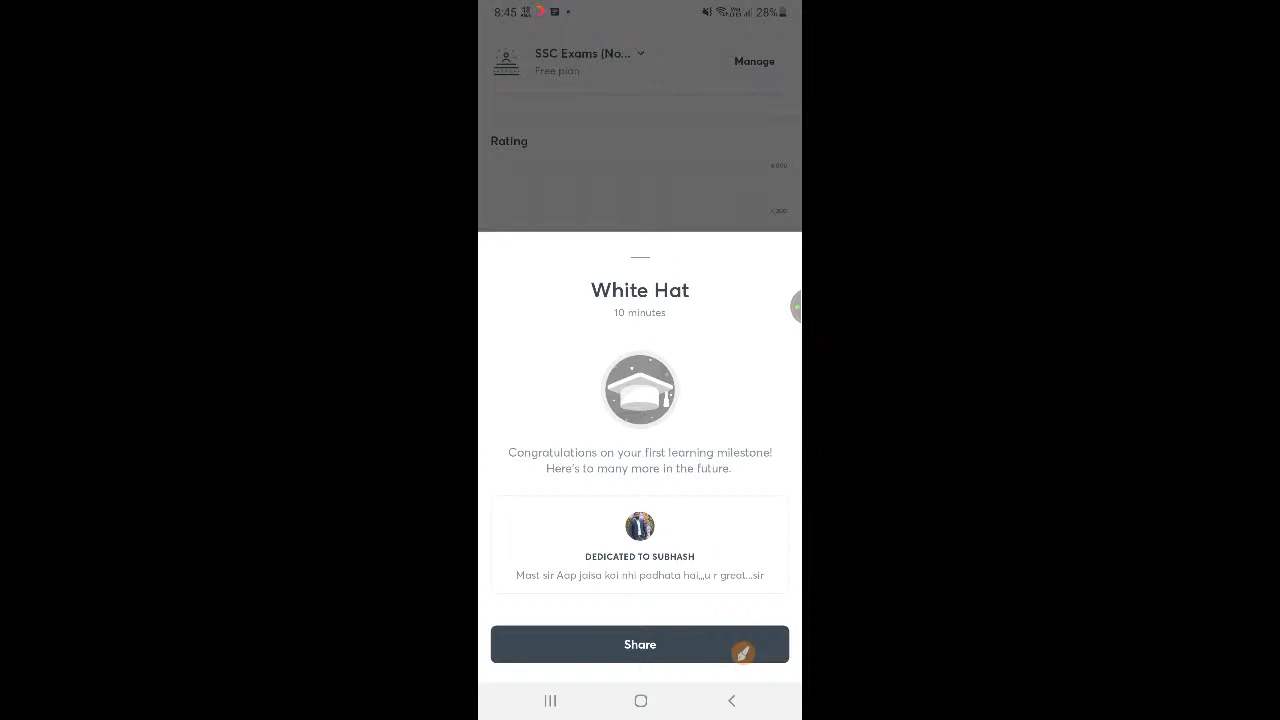 8:45
28%
SSC Exams (No...
Free plan
Manage
Rating
White Hat
10 minutes
Congratulations on your first learning milestone!
Here's to many more in the future.
DEDICATED TO SUBHASH
Mast sir Aap jaisa koi nhi padhata hai,,,u r great...sir
Share